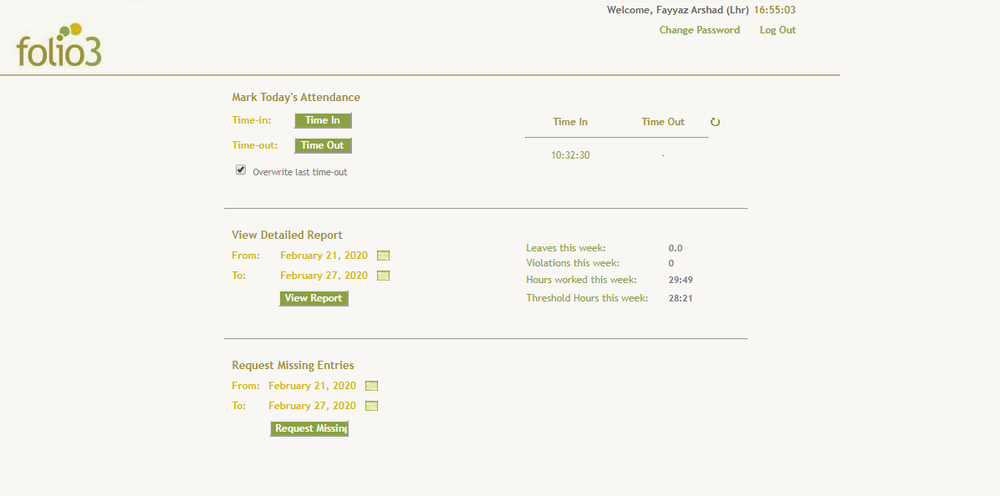 Welcome, Fayyaz Arshad (Lhr) 16:55:03
Change Password Log Out
folio3
Mark Today's Attendance
Time-in: Time In
Time-out: Time Out
Overwrite last time-out
Time In Time Out
10:32:30 -
View Detailed Report
From: February 21, 2020
To: February 27, 2020
View Report
Leaves this week: 0.0
Violations this week: 0
Hours worked this week: 29:49
Threshold Hours this week: 28:21
Request Missing Entries
From: February 21, 2020
To: February 27, 2020
Request Missing